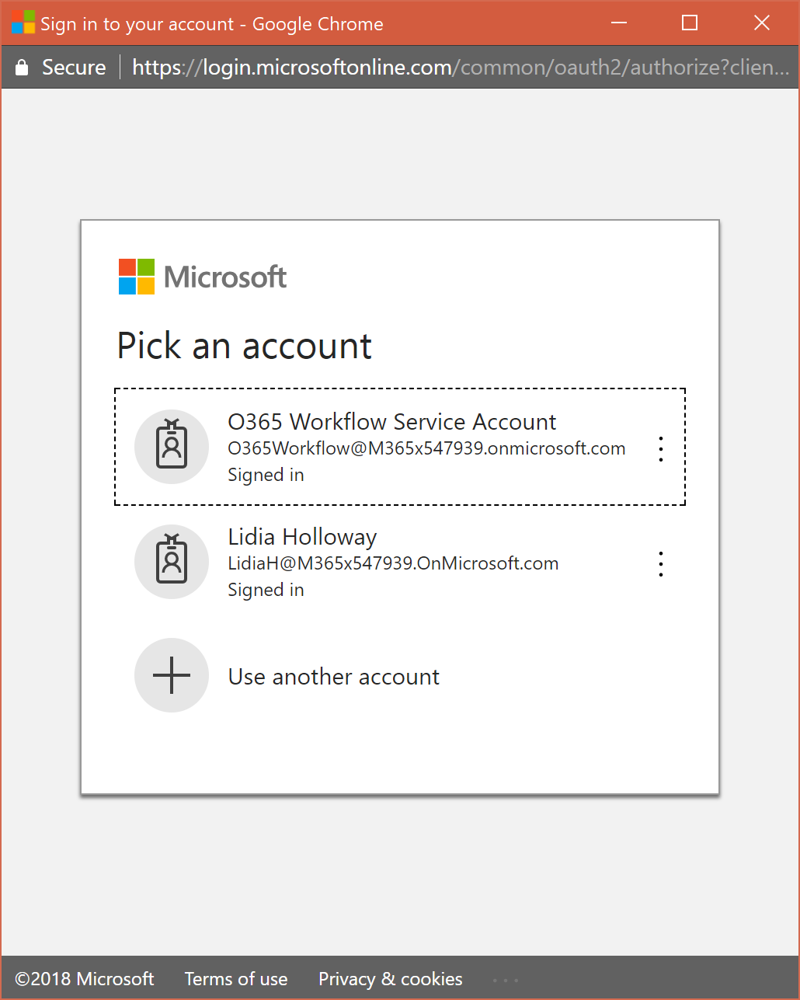 Sign in to your account - Google Chrome
Secure https://login.microsoftonline.com/common/oauth2/authorize?clien...
Microsoft
Pick an account
O365 Workflow Service Account
O365Workflow@M365x547939.onmicrosoft.com
Signed in
Lidia Holloway
LidiaH@M365x547939.OnMicrosoft.com
Signed in
Use another account
©2018 Microsoft Terms of use Privacy & cookies ...